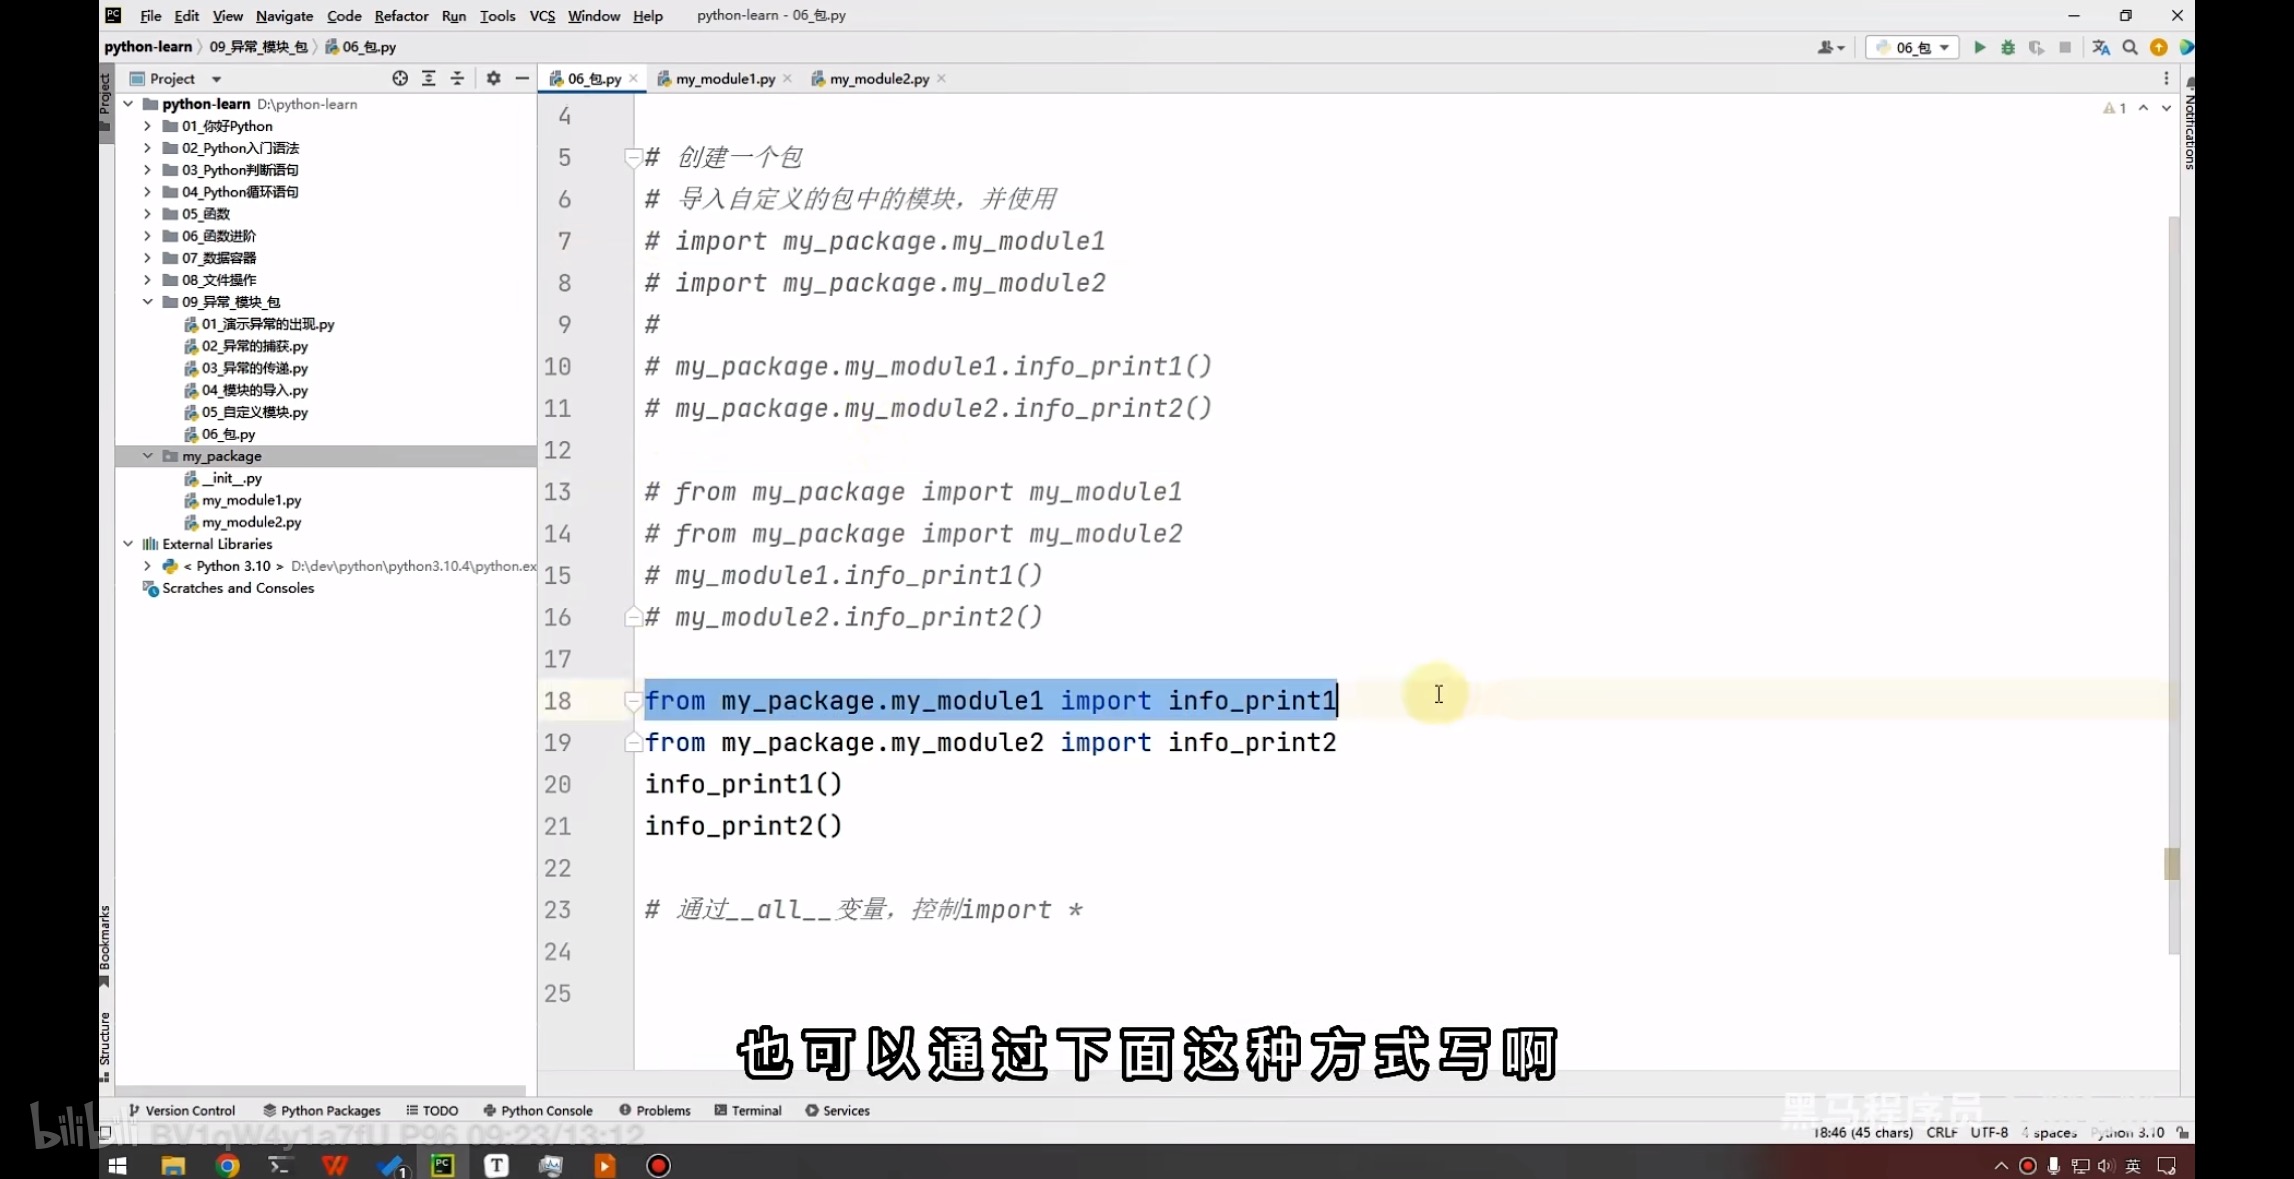 File Edit View Navigate Code Refactor Run Tools VCS Window Help python-learn - 06_包.py
python-learn 09_异常_模块_包 06_包.py
06_包
Project
06_包.py
my_module1.py
my_module2.py
Project
Notifications
1
python-learn D:\python-learn
01_你好Python
02_Python入门语法
03_Python判断语句
04_Python循环语句
05_函数
06_函数进阶
07_数据容器
08_文件操作
09_异常_模块_包
01_演示异常的出现.py
02_异常的捕获.py
03_异常的传递.py
04_模块的导入.py
05_自定义模块.py
06_包.py
my_package
__init__.py
my_module1.py
my_module2.py
External Libraries
< Python 3.10 > D:\dev\python\python3.10.4\python.ex
Scratches and Consoles
4
5 # 创建一个包
6 # 导入自定义的包中的模块，并使用
7 # import my_package.my_module1
8 # import my_package.my_module2
9 #
10 # my_package.my_module1.info_print1()
11 # my_package.my_module2.info_print2()
12
13 # from my_package import my_module1
14 # from my_package import my_module2
15 # my_module1.info_print1()
16 # my_module2.info_print2()
17
18 from my_package.my_module1 import info_print1
19 from my_package.my_module2 import info_print2
20 info_print1()
21 info_print2()
22
23 # 通过__all__变量，控制import *
24
25
Bookmarks
Structure
也可以通过下面这种方式写啊
Version Control Python Packages TODO Python Console Problems Terminal Services
黑马程序员
bilibili BV1qW4y1a7fU P96 09:23/13:12
18:46 (45 chars) CRLF UTF-8 4 spaces Python 3.10
英